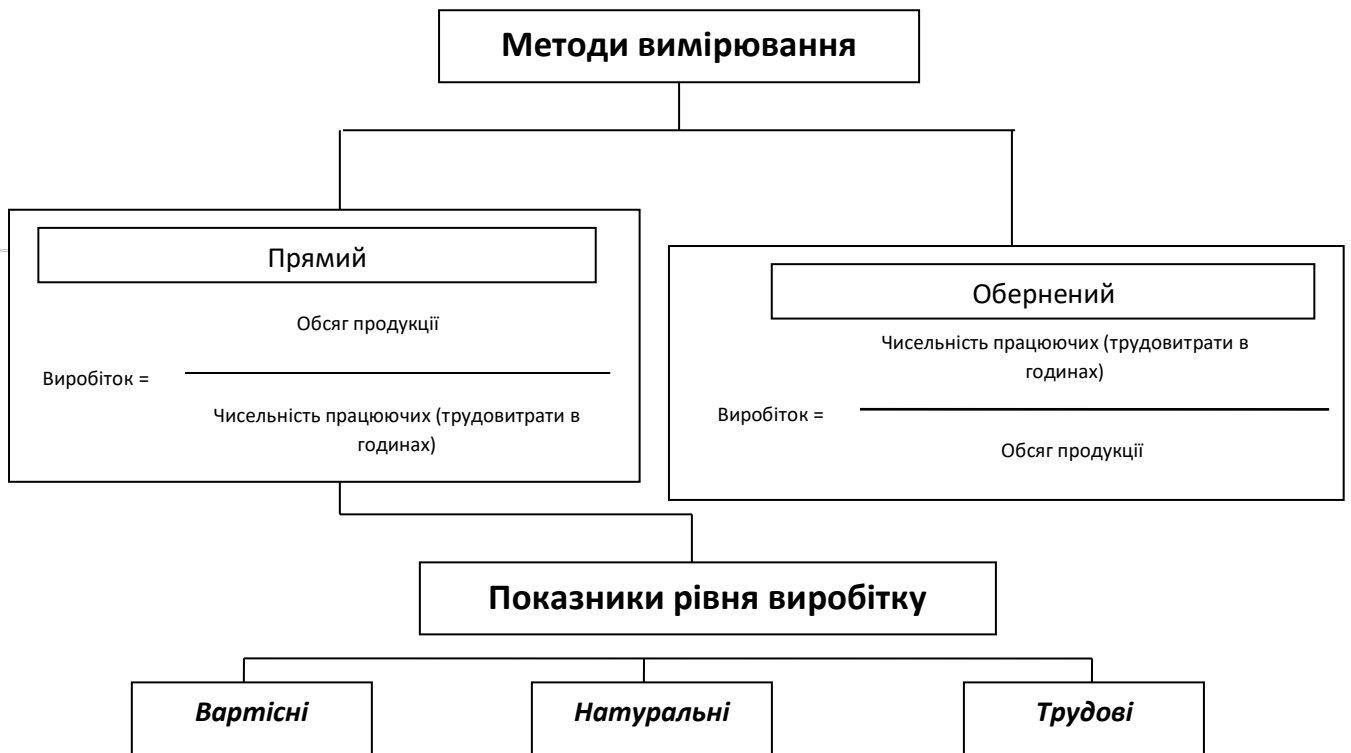 Методи вимірювання
Прямий
Обсяг продукції
Виробіток =
Чисельність працюючих (трудовитрати в
годинах)
Обернений
Чисельність працюючих (трудовитрати в
годинах)
Виробіток =
Обсяг продукції
Показники рівня виробітку
Вартісні
Натуральні
Трудові